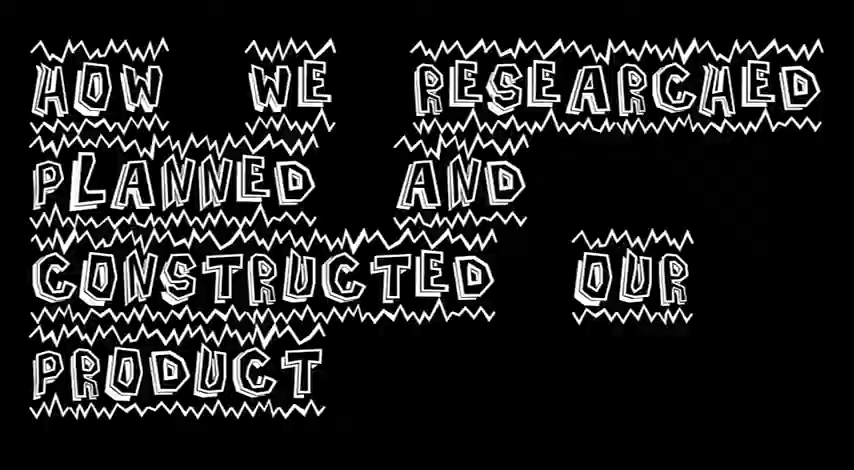 HOW WE RESEARCHED
PLANNED AND
CONSTRUCTED OUR
PRODUCT